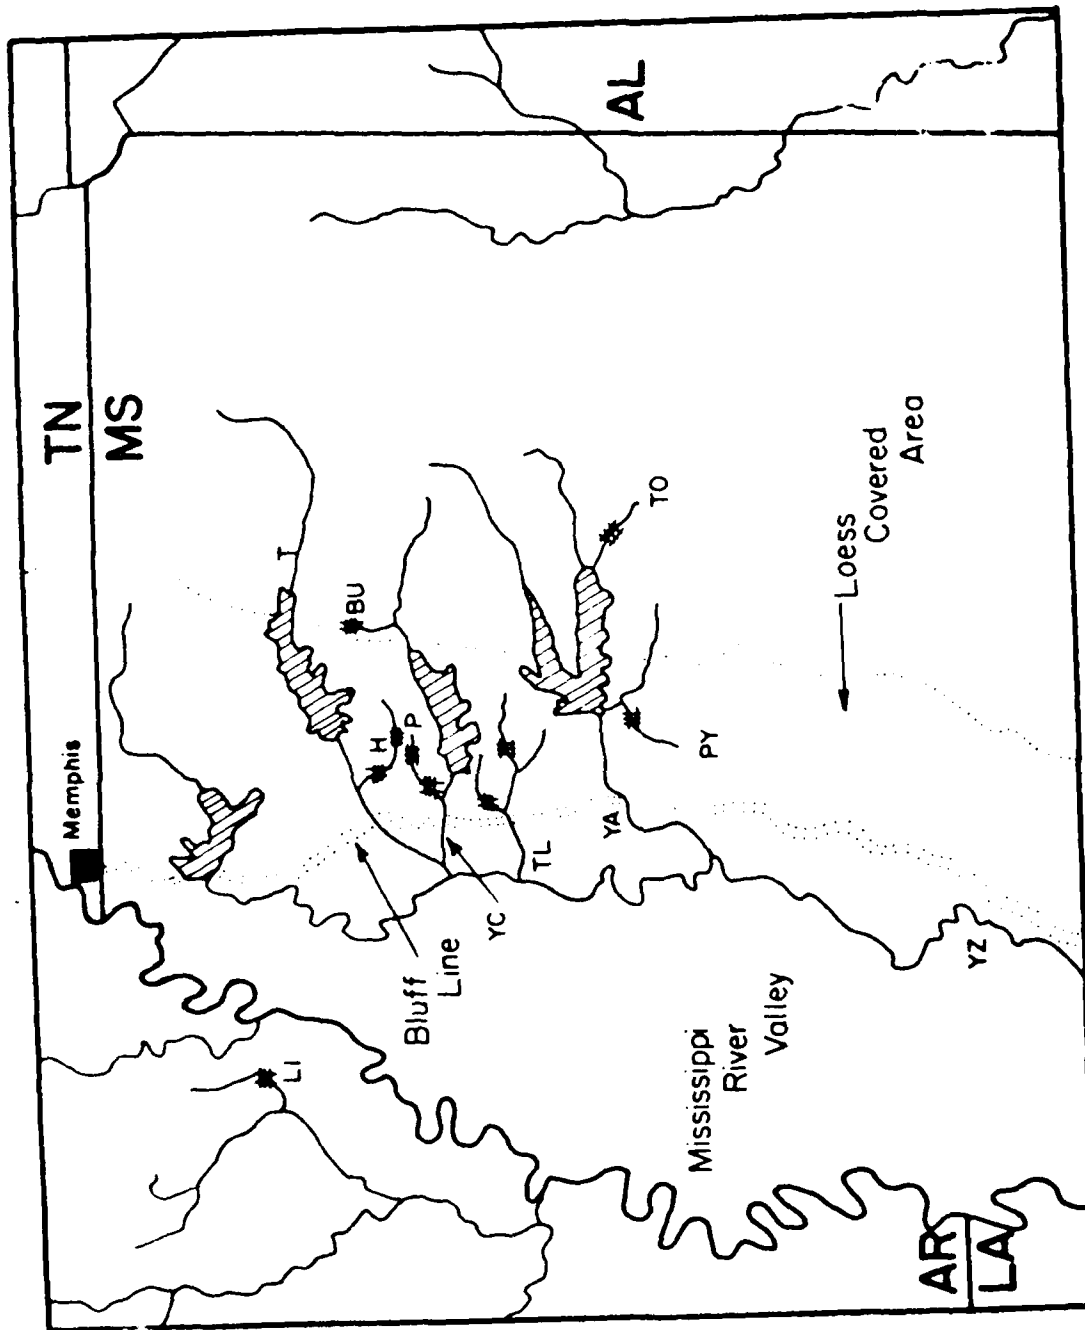 TN
MS
AL
Memphis
T
BU
H
P
TO
PY
YA
TL
YC
YZ
LI
Bluff
Line
Loess
Covered
Area
Mississippi
River
Valley
AR
LA